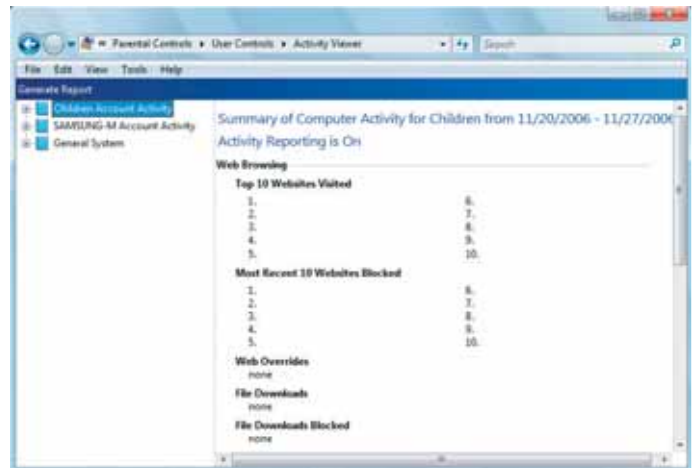 Parental Controls ▸ User Controls ▸ Activity Viewer
Search
File Edit View Tools Help
Generate Report
Children Account Activity
SAMSUNG-M Account Activity
General System
Summary of Computer Activity for Children from 11/20/2006 - 11/27/2006
Activity Reporting is On
Web Browsing
Top 10 Websites Visited
1. 6.
2. 7.
3. 8.
4. 9.
5. 10.
Most Recent 10 Websites Blocked
1. 6.
2. 7.
3. 8.
4. 9.
5. 10.
Web Overrides
none
File Downloads
none
File Downloads Blocked
none